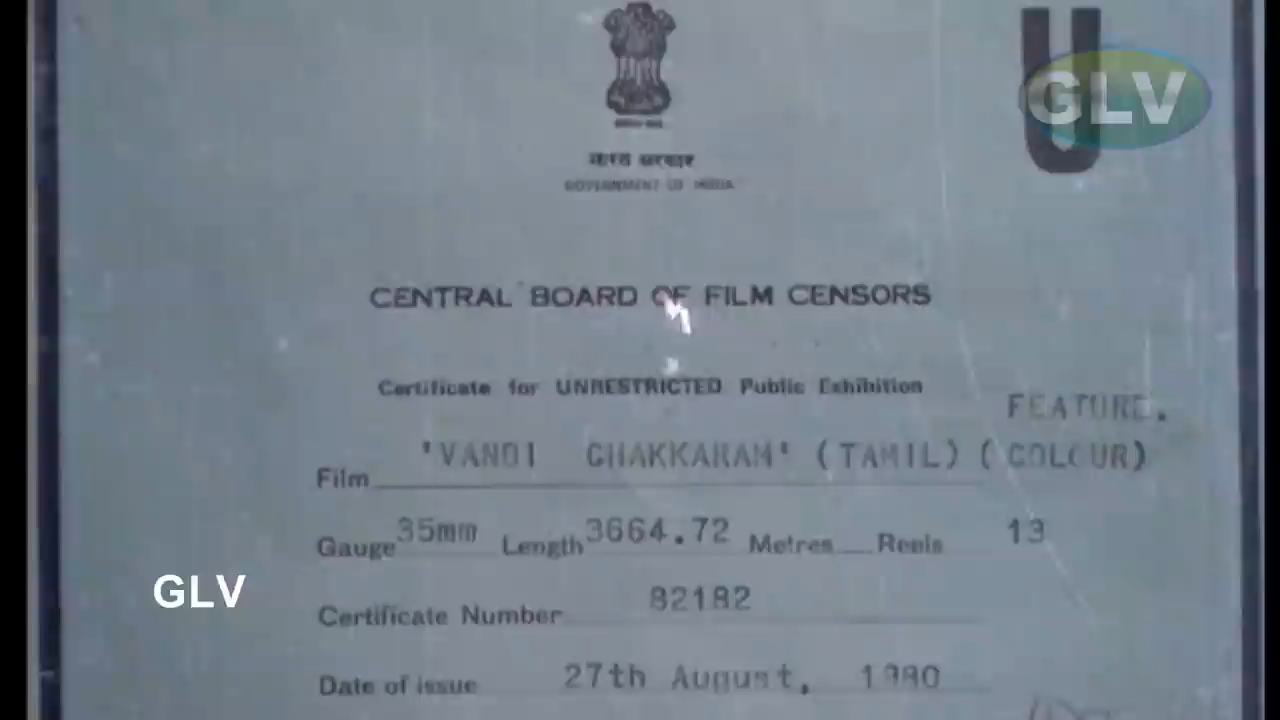 U
GLV
भारत सरकार
GOVERNMENT OF INDIA
CENTRAL BOARD OF FILM CENSORS
Certificate for UNRESTRICTED Public Exhibition
FEATURE.
Film 'VANDI CHAKKARAM' (TAMIL) (COLOUR)
Gauge 35mm Length 3664.72 Metres Reels 13
GLV
Certificate Number 82182
Date of issue 27th August, 1980